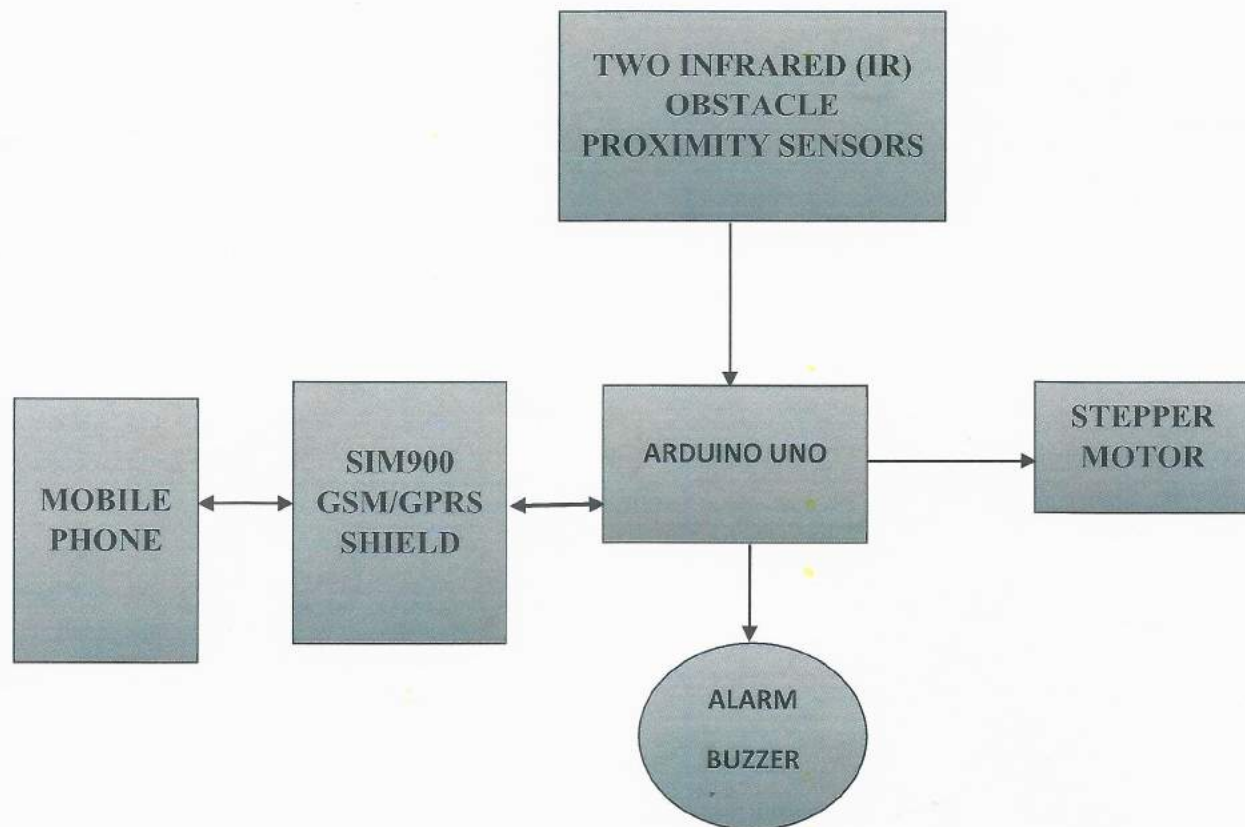 TWO INFRARED (IR)
OBSTACLE
PROXIMITY SENSORS
MOBILE
PHONE
SIM900
GSM/GPRS
SHIELD
ARDUINO UNO
STEPPER
MOTOR
ALARM
BUZZER